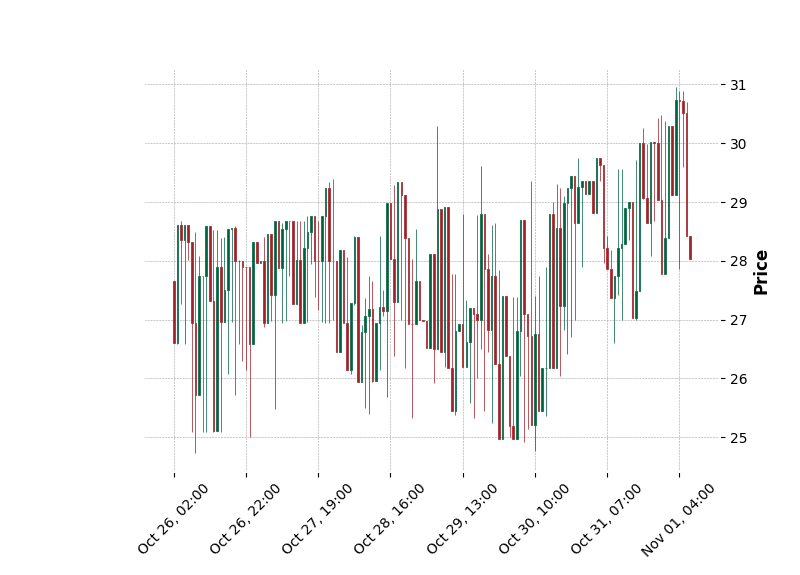 31
30
29
28
27
26
25
Price
Oct 26, 02:00
Oct 26, 22:00
Oct 27, 19:00
Oct 28, 16:00
Oct 29, 13:00
Oct 30, 10:00
Oct 31, 07:00
Nov 01, 04:00